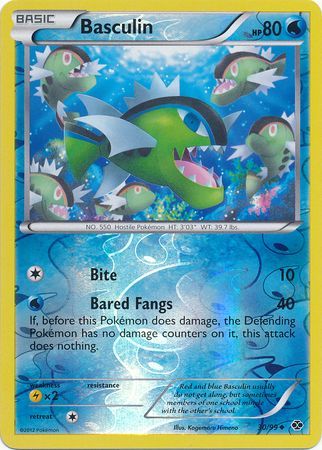 BASIC
Basculin
HP 80
NO. 550 Hostile Pokémon HT: 3'03" WT: 39.7 lbs.
Bite 10
Bared Fangs 40
If, before this Pokémon does damage, the Defending
Pokémon has no damage counters on it, this attack
does nothing.
weakness resistance
×2
retreat
Red and blue Basculin usually
do not get along, but sometimes
members of one school mingle
with the other's school.
©2012 Pokémon
Illus. Kagemaru Himeno
30/99